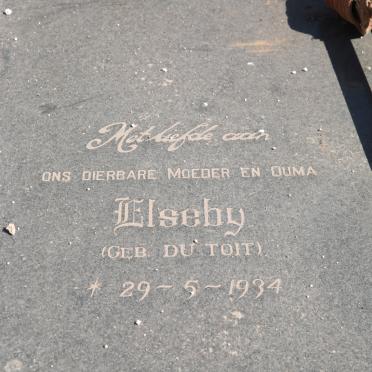 Met liefde aan
ONS DIERBARE MOEDER EN OUMA
Elseby
(GEB. DU TOIT)
* 29-5-1934